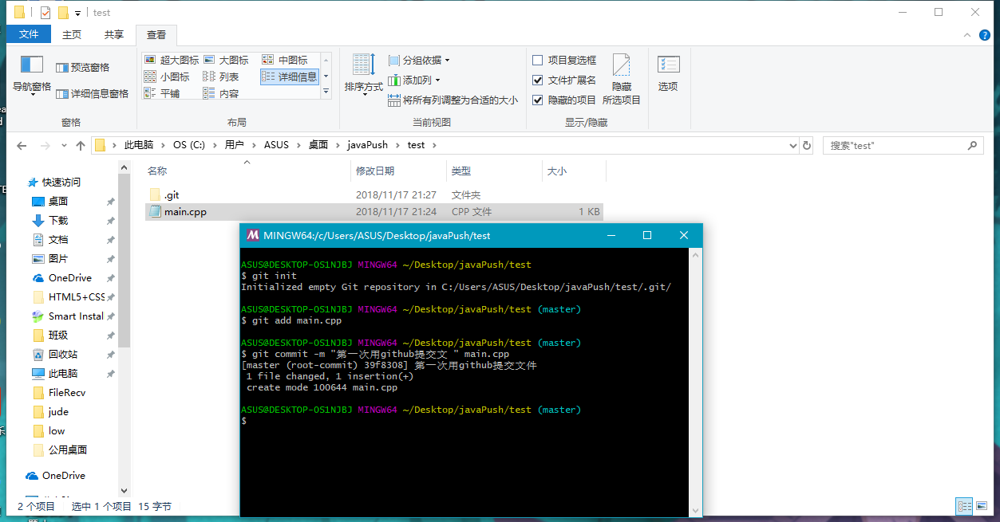 test
文件 主页 共享 查看
导航窗格 预览窗格 详细信息窗格
窗格
超大图标 大图标 中图标
小图标 列表 详细信息
平铺 内容
布局
排序方式 分组依据
添加列
将所有列调整为合适的大小
当前视图
项目复选框
文件扩展名
隐藏的项目
隐藏
所选项目
显示/隐藏
选项
此电脑 OS (C:) 用户 ASUS 桌面 javaPush test
搜索"test"
名称 修改日期 类型 大小
.git 2018/11/17 21:27 文件夹
main.cpp 2018/11/17 21:24 CPP 文件 1 KB
快速访问
桌面
下载
文档
图片
OneDrive
HTML5+CSS
Smart Instal
班级
回收站
此电脑
FileRecv
jude
low
公用桌面
OneDrive
2 个项目 选中 1 个项目 15 字节
MINGW64:/c/Users/ASUS/Desktop/javaPush/test
ASUS@DESKTOP-OS1NJBJ MINGW64 ~/Desktop/javaPush/test
$ git init
Initialized empty Git repository in C:/Users/ASUS/Desktop/javaPush/test/.git/
ASUS@DESKTOP-OS1NJBJ MINGW64 ~/Desktop/javaPush/test (master)
$ git add main.cpp
ASUS@DESKTOP-OS1NJBJ MINGW64 ~/Desktop/javaPush/test (master)
$ git commit -m "第一次用github提交文 " main.cpp
[master (root-commit) 39f8308] 第一次用github提交文件
1 file changed, 1 insertion(+)
create mode 100644 main.cpp
ASUS@DESKTOP-OS1NJBJ MINGW64 ~/Desktop/javaPush/test (master)
$